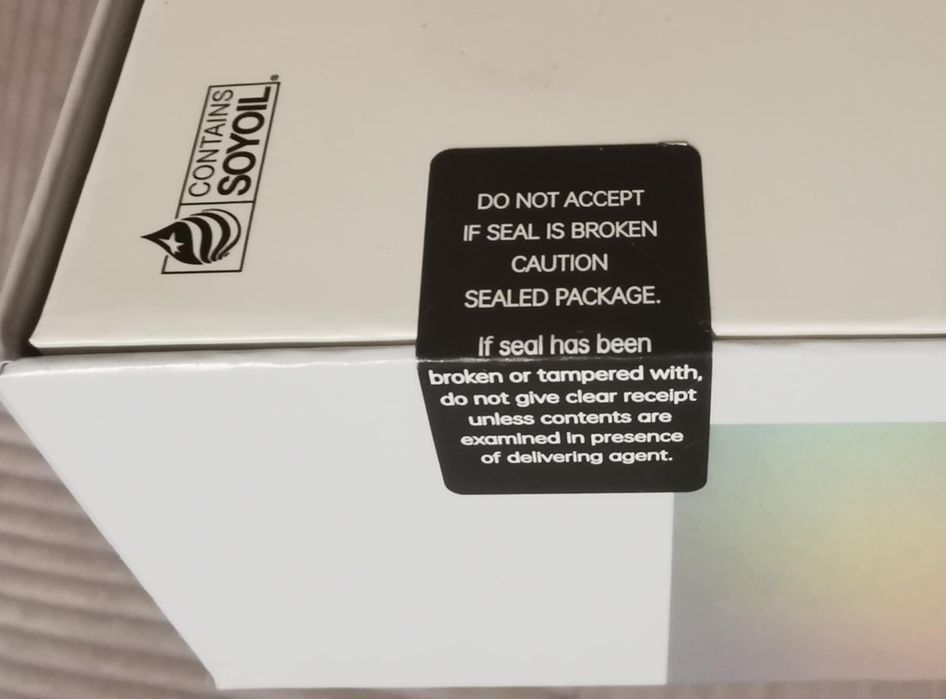 CONTAINS
SOYOIL®
DO NOT ACCEPT
IF SEAL IS BROKEN
CAUTION
SEALED PACKAGE.
If seal has been
broken or tampered with,
do not give clear receipt
unless contents are
examined in presence
of delivering agent.